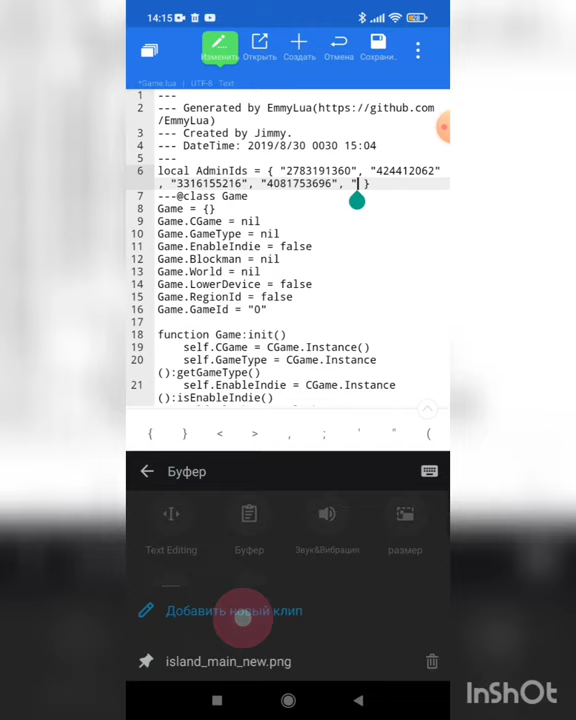 14:15
Изменить
Открыть
Создать
Отмена
Сохрани..
*Game.lua | UTF-8 Text
1 ---
2 --- Generated by EmmyLua(https://github.com
/EmmyLua)
3 --- Created by Jimmy.
4 --- DateTime: 2019/8/30 0030 15:04
5 ---
6 local AdminIds = { "2783191360", "424412062"
, "3316155216", "4081753696", " }
7 ---@class Game
8 Game = {}
9 Game.CGame = nil
10 Game.GameType = nil
11 Game.EnableIndie = false
12 Game.Blockman = nil
13 Game.World = nil
14 Game.LowerDevice = false
15 Game.RegionId = false
16 Game.GameId = "0"
17
18 function Game:init()
19 self.CGame = CGame.Instance()
20 self.GameType = CGame.Instance
():getGameType()
21 self.EnableIndie = CGame.Instance
():isEnableIndie()
{ } < > , ; ' " (
Буфер
Text Editing
Буфер
Звук&Вибрация
размер
Добавить новый клип
island_main_new.png
InShOt